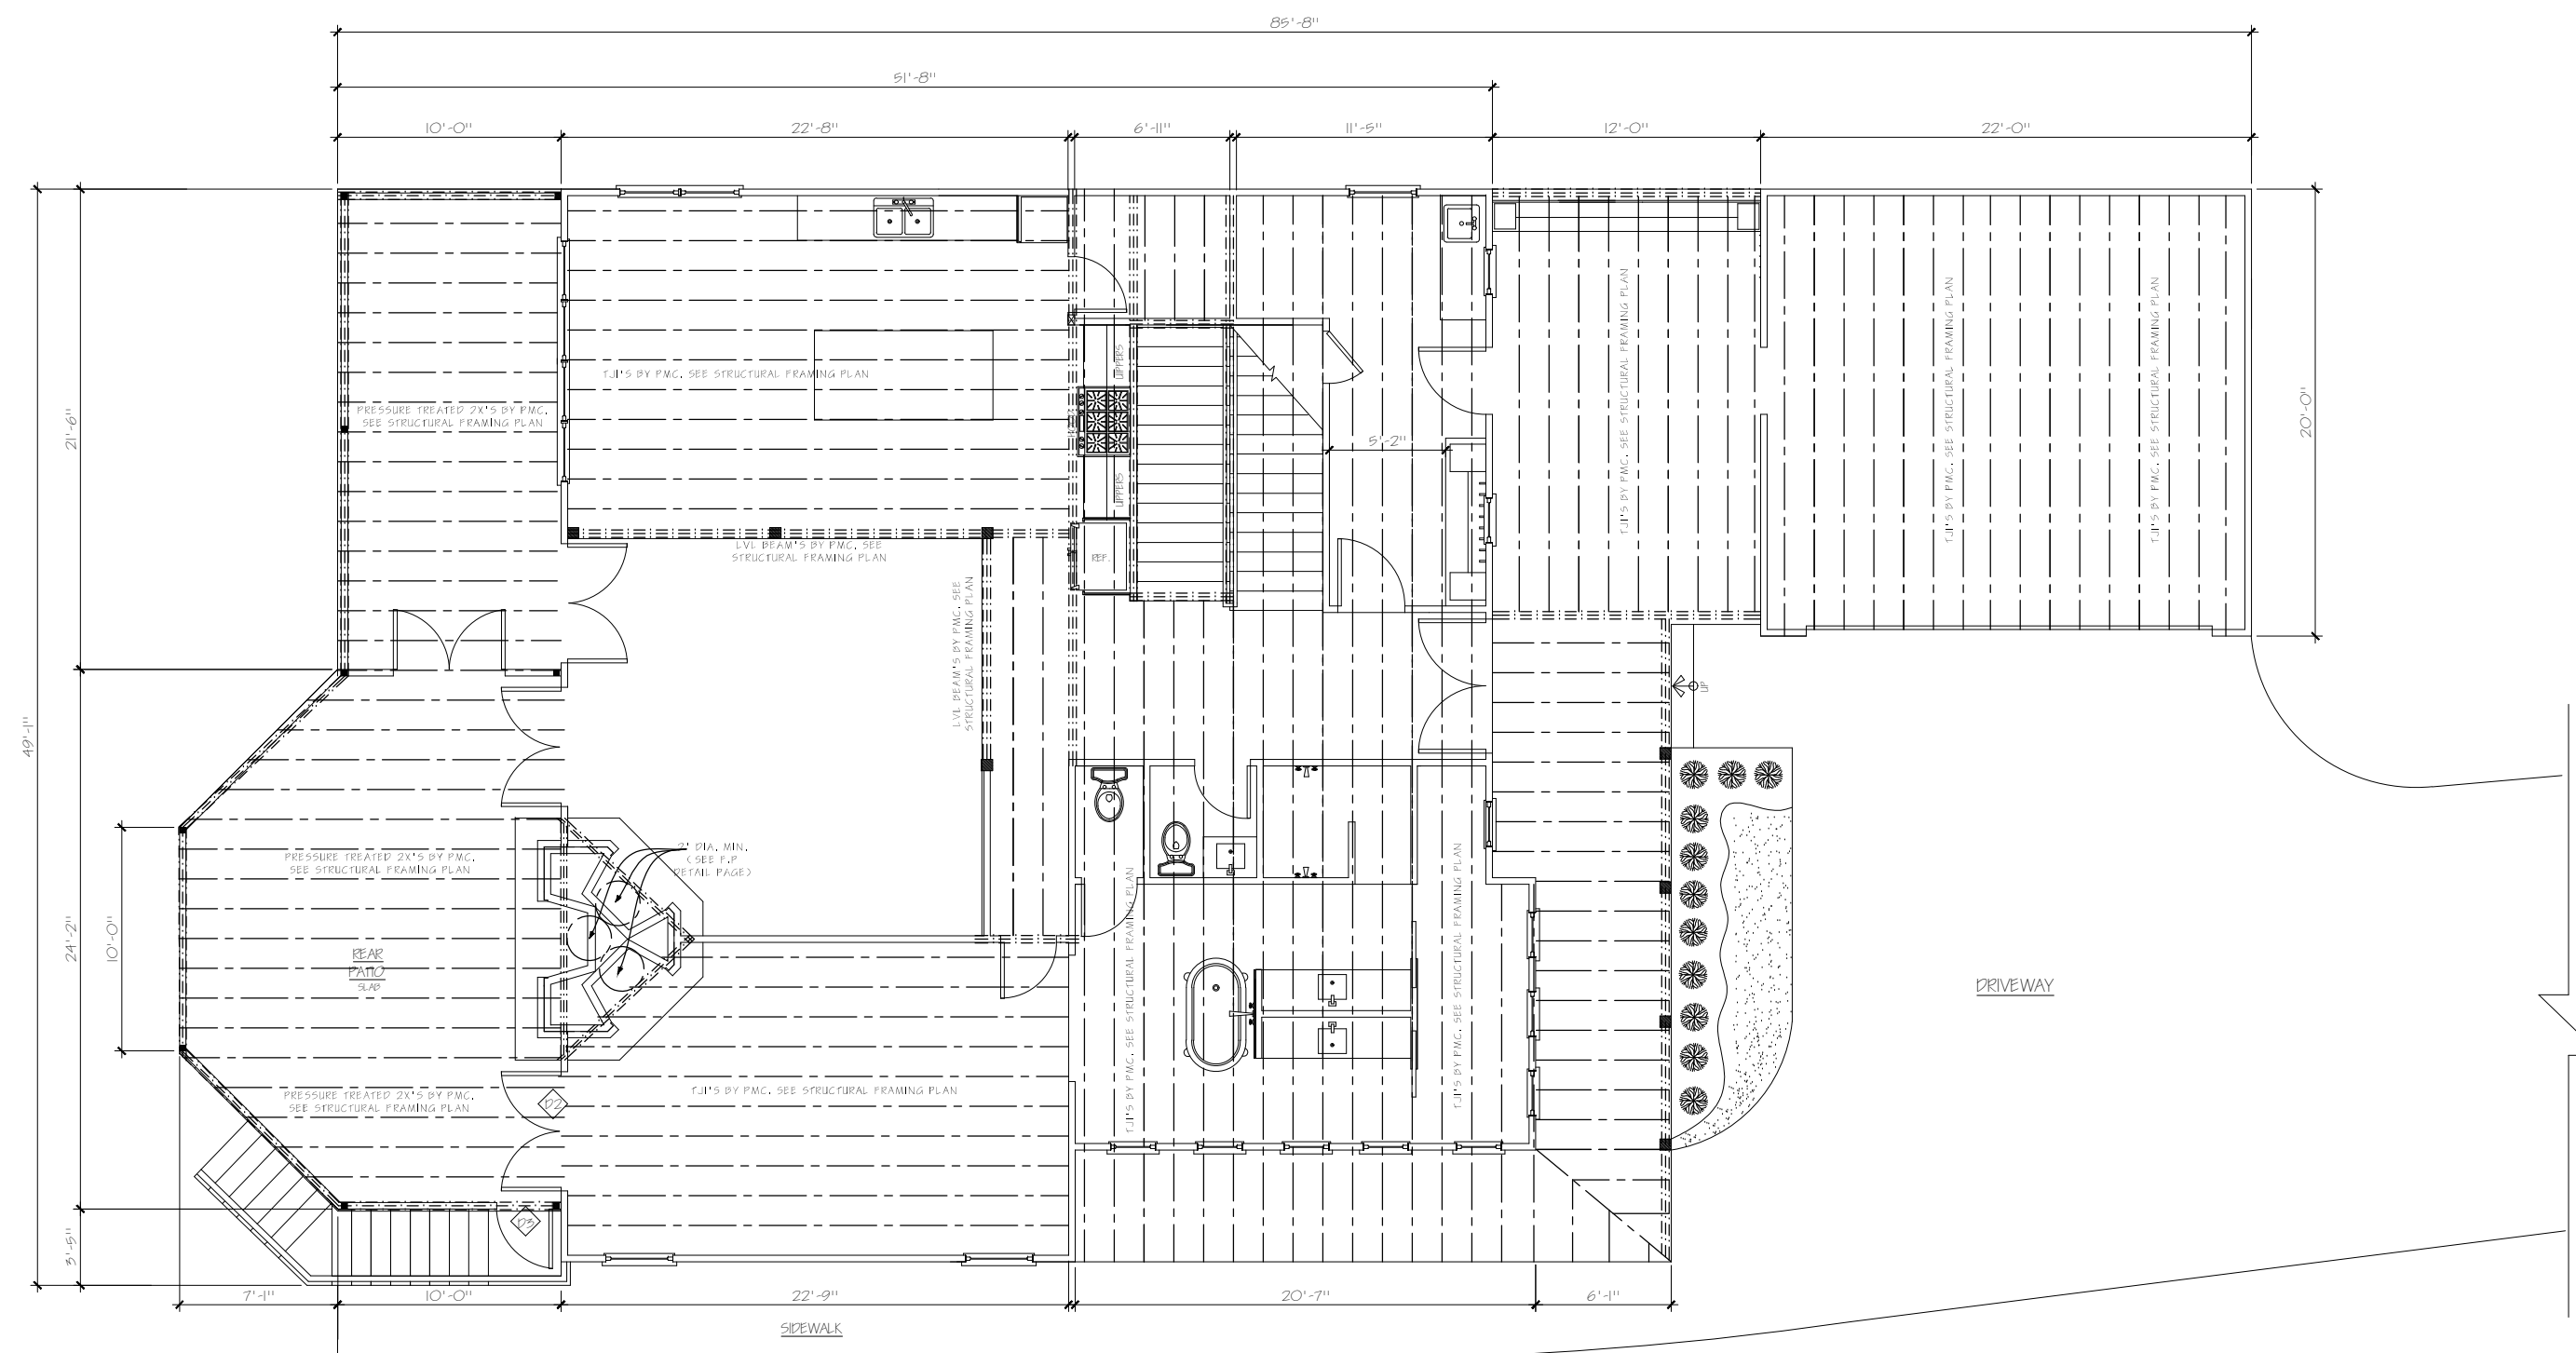 85'-8"
51'-8"
10'-0"
22'-8"
6'-11"
11'-5"
12'-0"
22'-0"
49'-1"
21'-6"
24'-2"
3'-5"
10'-0"
20'-0"
TJI'S BY PMC. SEE STRUCTURAL FRAMING PLAN
PRESSURE TREATED 2X'S BY PMC.
SEE STRUCTURAL FRAMING PLAN
UPPERS
UPPERS
5'-2"
TJI'S BY PMC. SEE STRUCTURAL FRAMING PLAN
TJI'S BY PMC. SEE STRUCTURAL FRAMING PLAN
TJI'S BY PMC. SEE STRUCTURAL FRAMING PLAN
LVL BEAM'S BY PMC. SEE
STRUCTURAL FRAMING PLAN
REF.
LVL BEAM'S BY PMC. SEE
STRUCTURAL FRAMING PLAN
UP
PRESSURE TREATED 2X'S BY PMC.
SEE STRUCTURAL FRAMING PLAN
2' DIA. MIN.
(SEE F.P
DETAIL PAGE)
REAR
PATIO
SLAB
TJI'S BY PMC. SEE STRUCTURAL FRAMING PLAN
TJI'S BY PMC. SEE STRUCTURAL FRAMING PLAN
DRIVEWAY
PRESSURE TREATED 2X'S BY PMC.
SEE STRUCTURAL FRAMING PLAN
D2
TJI'S BY PMC. SEE STRUCTURAL FRAMING PLAN
D3
7'-1"
10'-0"
22'-9"
20'-7"
6'-1"
SIDEWALK